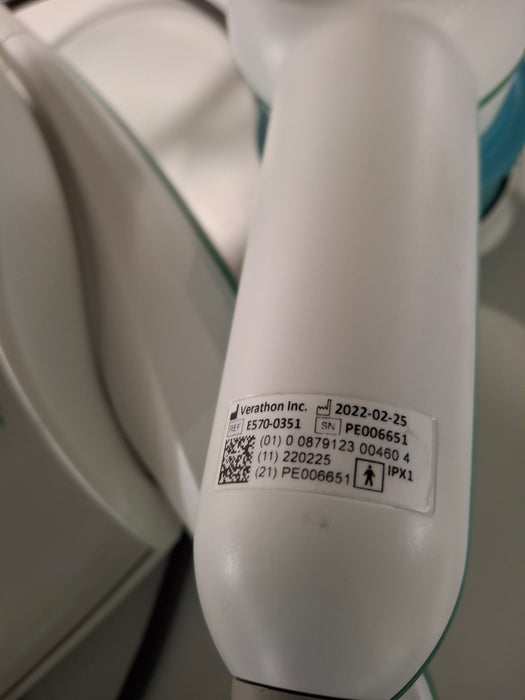 Verathon Inc. 2022-02-25
REF E570-0351 SN PE006651
(01) 0 0879123 00460 4
(11) 220225
(21) PE006651 IPX1